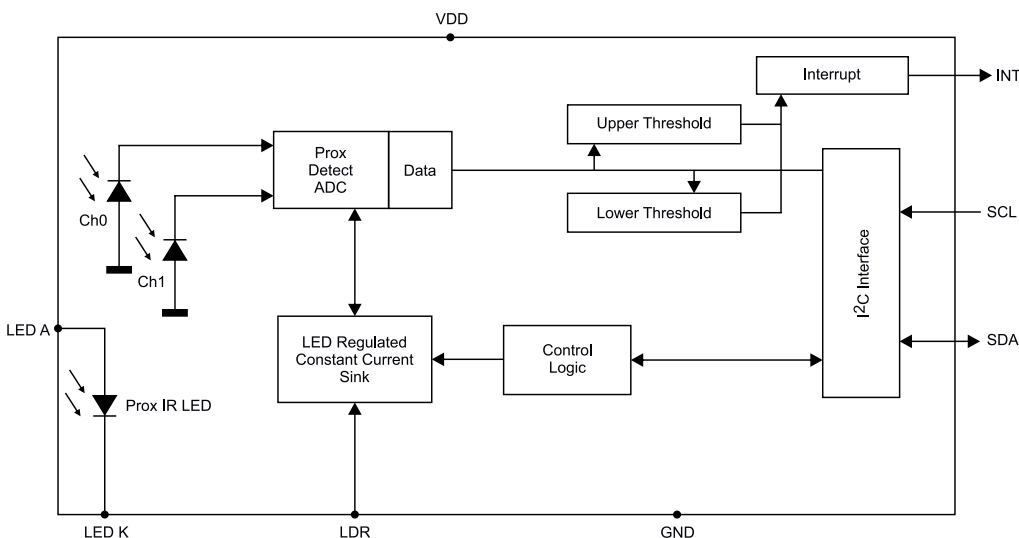 VDD
Interrupt
INT
Upper Threshold
Prox
Detect
ADC
Data
Lower Threshold
Ch0
Ch1
SCL
I²C Interface
LED A
LED Regulated
Constant Current
Sink
Control
Logic
SDA
Prox IR LED
LED K
LDR
GND